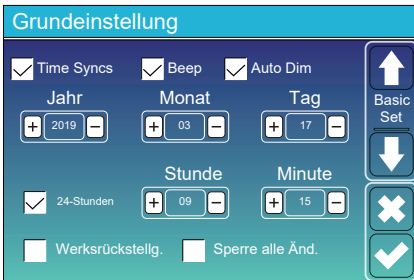 Grundeinstellung
Time Syncs Beep Auto Dim
Jahr Monat Tag
+ 2019 − + 03 − + 17 −
Basic
Set
Stunde Minute
24-Stunden + 09 − + 15 −
Werksrückstellg. Sperre alle Änd.